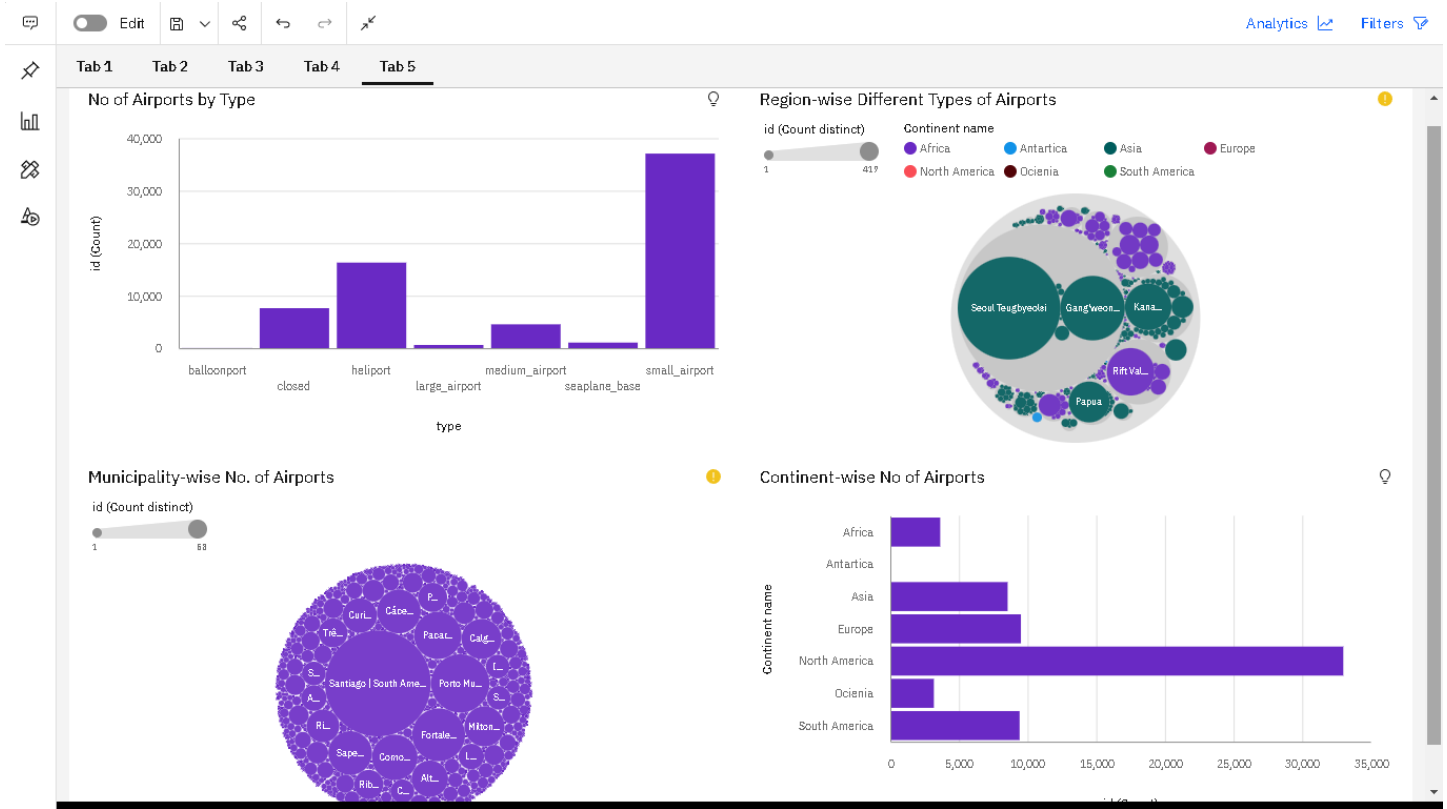 Edit
Analytics
Filters
Tab 1 Tab 2 Tab 3 Tab 4 Tab 5
No of Airports by Type
40,000
30,000
20,000
10,000
0
id (Count)
balloonport
closed
heliport
large_airport
medium_airport
seaplane_base
small_airport
type
Region-wise Different Types of Airports
id (Count distinct)
1 419
Continent name
Africa Antartica Asia Europe
North America Ocienia South America
Seoul Teugbyeolsi
Gang'weon...
Kana...
Rift Val...
Papua
Municipality-wise No. of Airports
id (Count distinct)
1
P...
Curi...
Cáce...
Trê...
Calg...
I...
S...
Santiago | South Ame...
Porto Mu...
A...
S...
Ri...
Fortale...
Milton...
Sape...
L...
Alt...
Rib...
C...
Continent-wise No of Airports
Continent name
Africa
Antartica
Asia
Europe
North America
Ocienia
South America
0 5,000 10,000 15,000 20,000 25,000 30,000 35,000